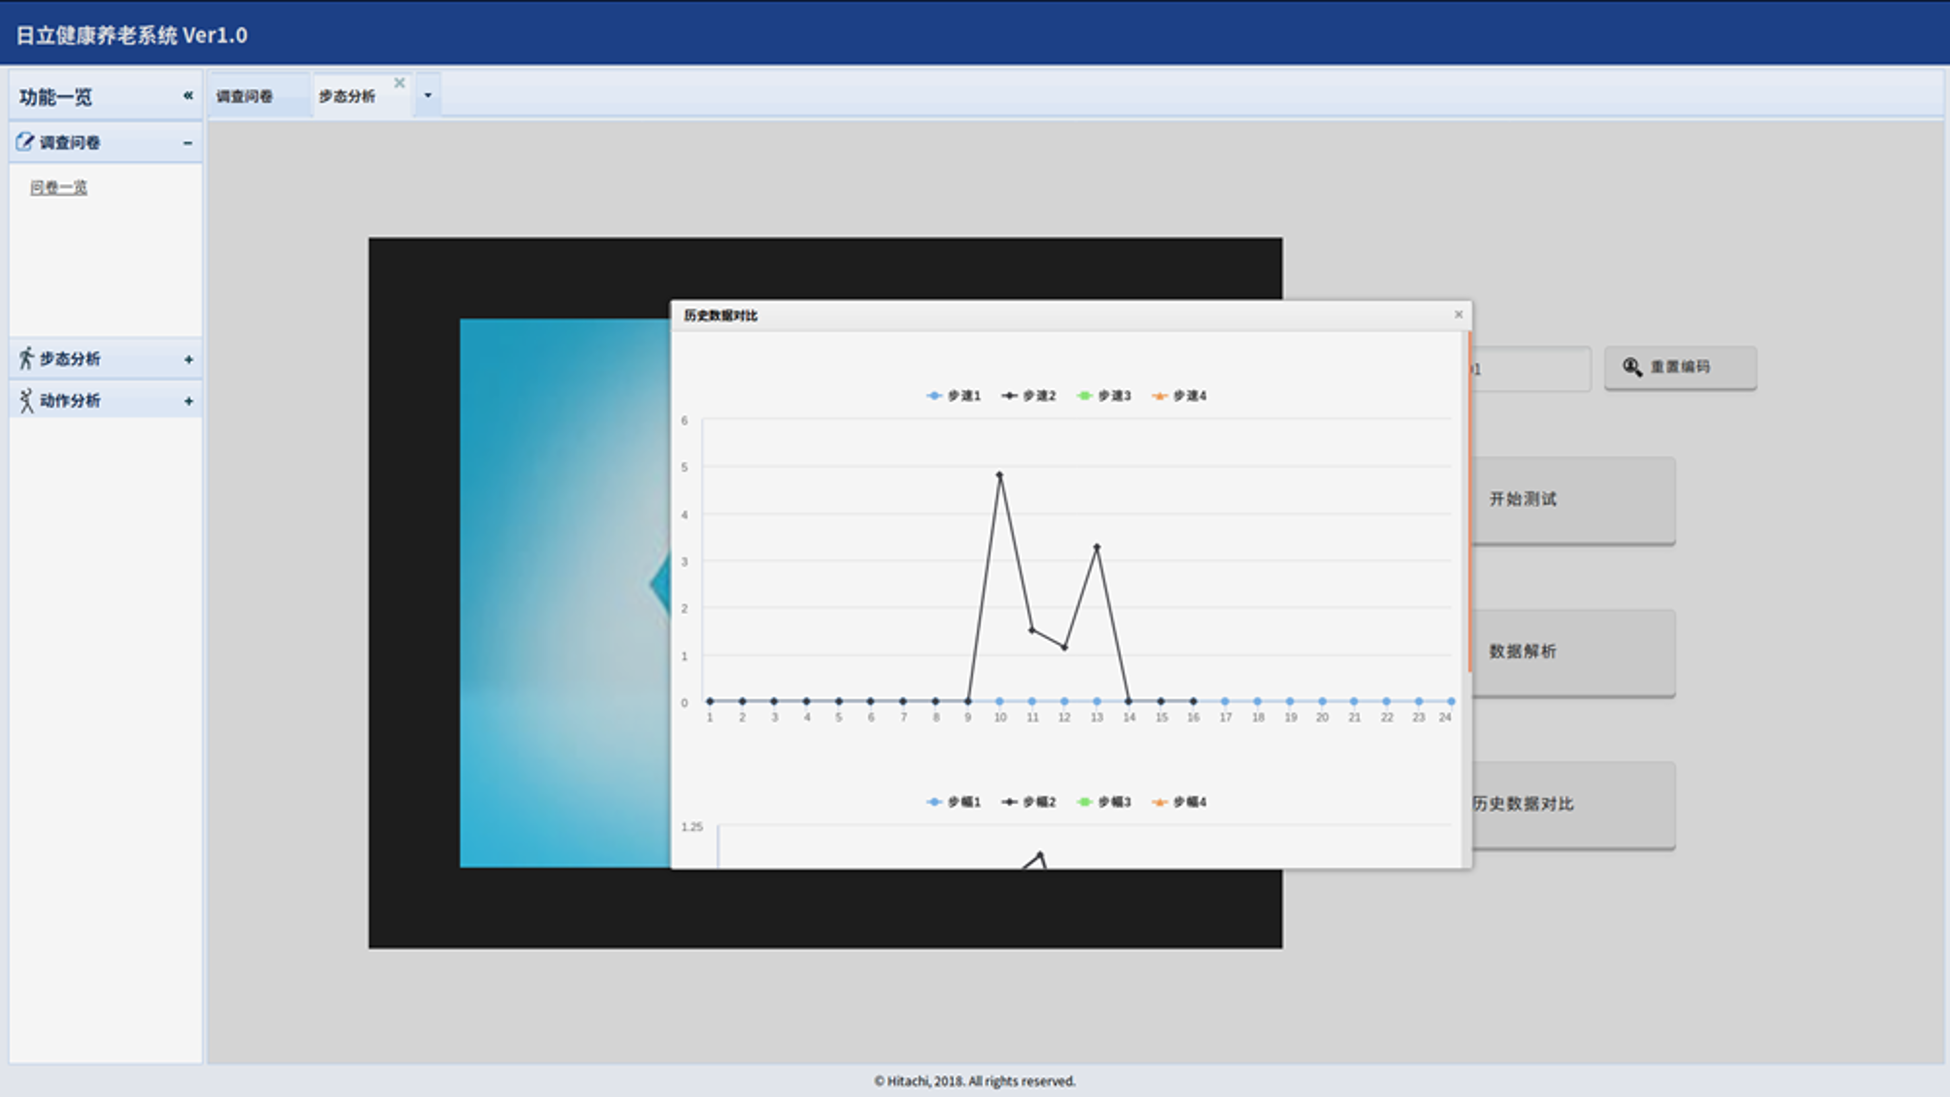 日立健康养老系统 Ver1.0
功能一览 «
调查问卷
步态分析
调查问卷
问卷一览
步态分析
动作分析
历史数据对比
步速1 步速2 步速3 步速4
6
5
4
3
2
1
0
1 2 3 4 5 6 7 8 9 10 11 12 13 14 15 16 17 18 19 20 21 22 23 24
步幅1 步幅2 步幅3 步幅4
1.25
1
重置编码
开始测试
数据解析
历史数据对比
© Hitachi, 2018. All rights reserved.